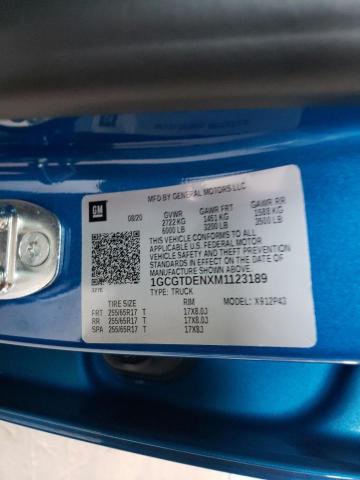 MFD BY GENERAL MOTORS LLC
GM 08/20 GVWR GAWR FRT GAWR RR
2722 KG 1451 KG 1588 KG
6000 LB 3200 LB 3500 LB
THIS VEHICLE CONFORMS TO ALL APPLICABLE
U.S. FEDERAL MOTOR
VEHICLE SAFETY AND
THEFT PREVENTION
STANDARDS IN EFFECT ON THE DATE OF
MANUFACTURE SHOWN ABOVE.
1GCGTDENXM1123189
TYPE: TRUCK MODEL: X912P43
TIRE SIZE RIM
FRT 255/65R17 T 17X8.0J
RR 255/65R17 T 17X8.0J
SPA 255/65R17 T 17X8J